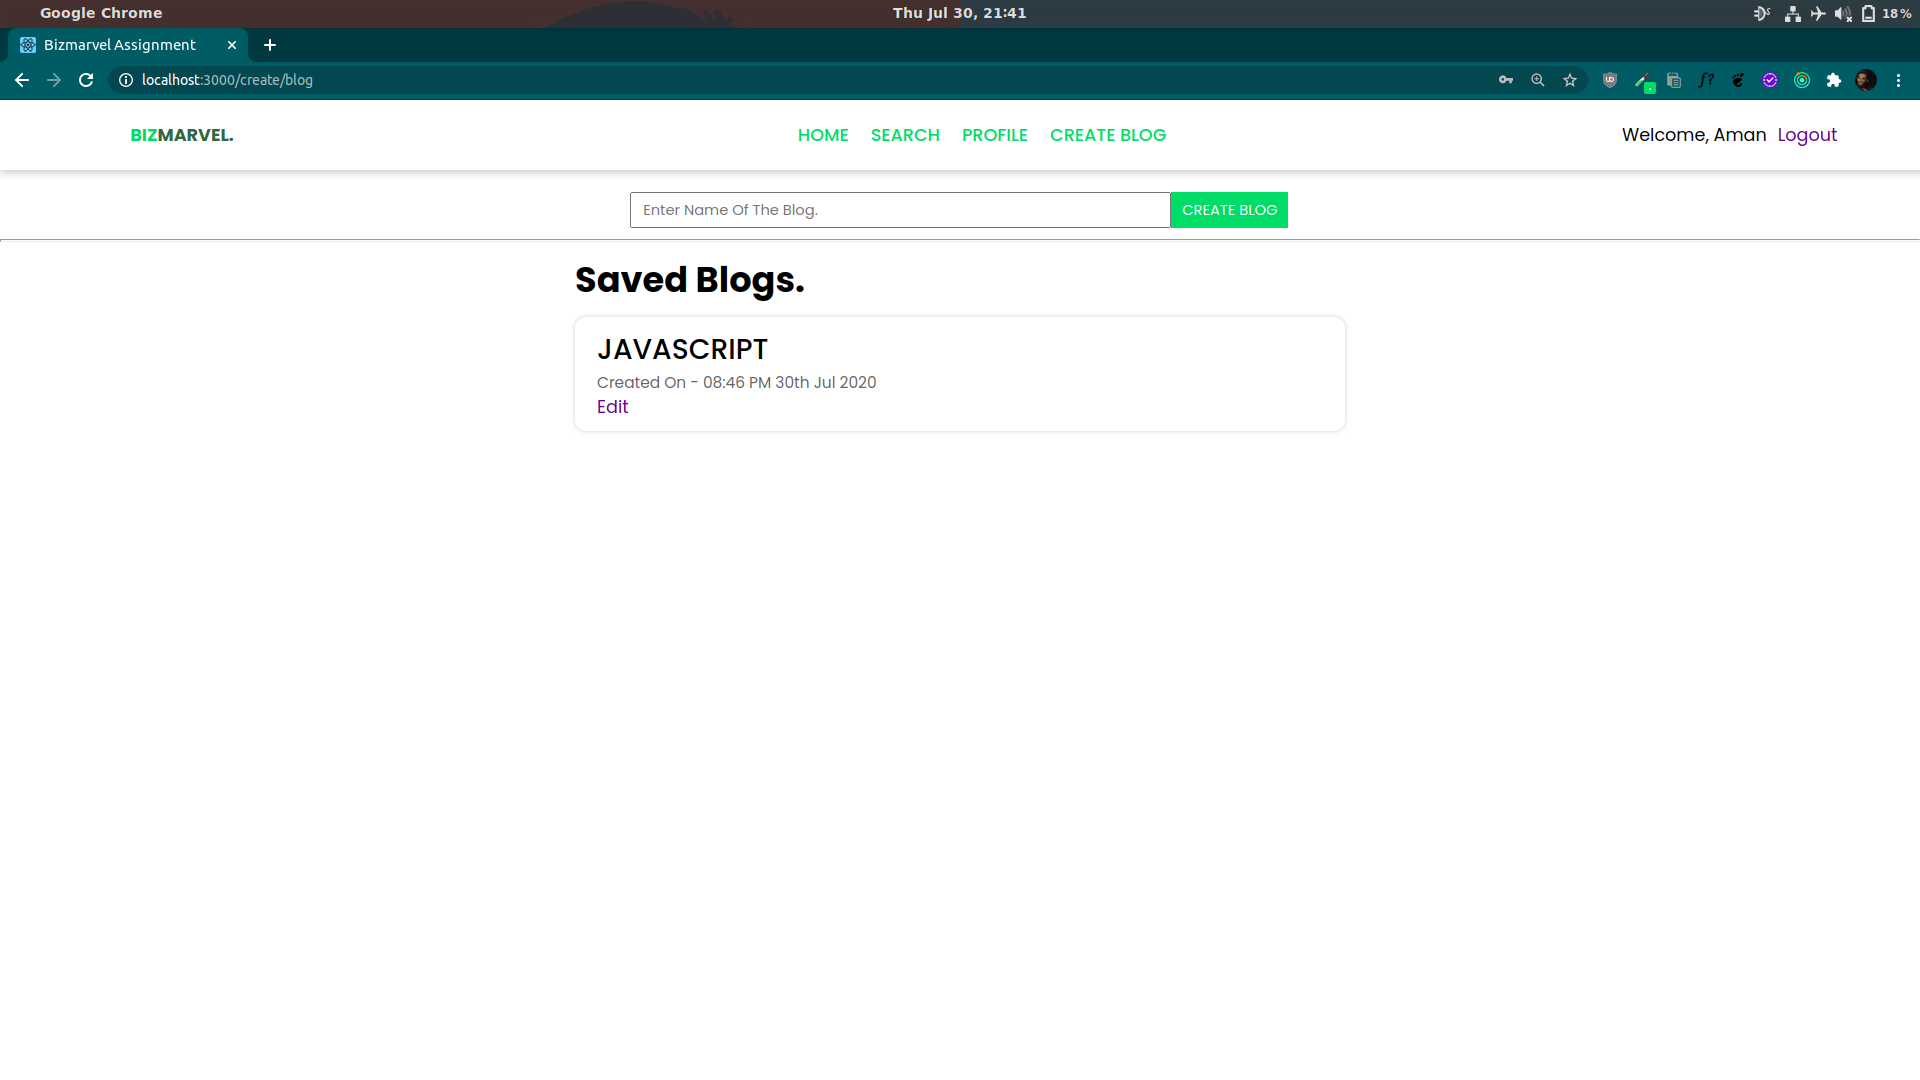 Google Chrome
Thu Jul 30, 21:41
18%
Bizmarvel Assignment
localhost:3000/create/blog
BIZMARVEL.
HOME SEARCH PROFILE CREATE BLOG
Welcome, Aman Logout
Enter Name Of The Blog.
CREATE BLOG
Saved Blogs.
JAVASCRIPT
Created On - 08:46 PM 30th Jul 2020
Edit